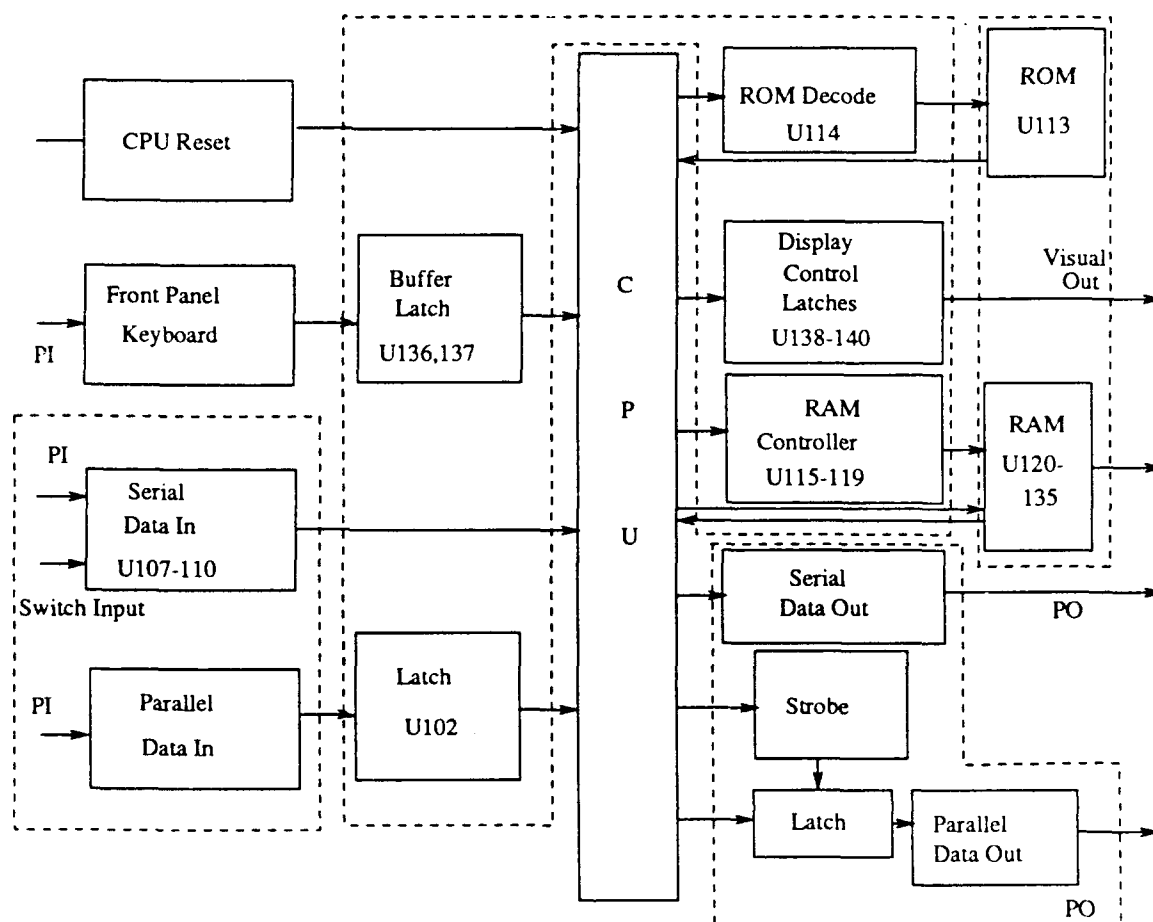 CPU Reset
PI
Front Panel
Keyboard
Buffer
Latch
U136,137
PI
Serial
Data In
U107-110
Switch Input
PI
Parallel
Data In
Latch
U102
C
P
U
ROM Decode
U114
ROM
U113
Display
Control
Latches
U138-140
Visual
Out
RAM
Controller
U115-119
RAM
U120-
135
Serial
Data Out
PO
Strobe
Latch
Parallel
Data Out
PO